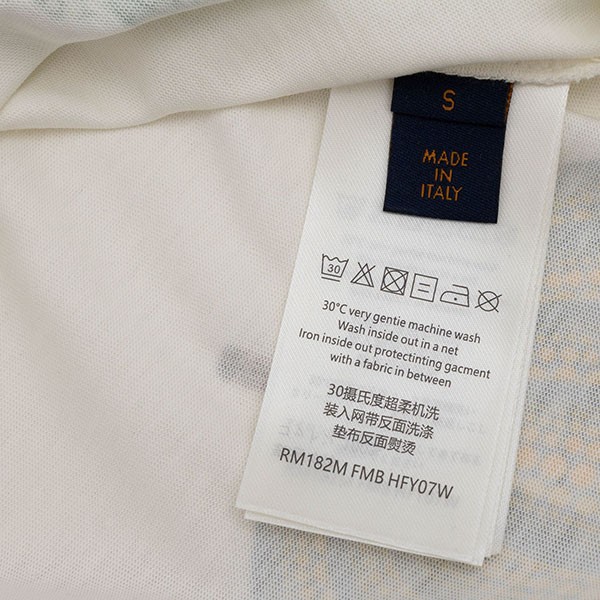 S
MADE
IN
ITALY
30
30°C very gentie machine wash
Wash inside out in a net
Iron inside out protectinting gacment
with a fabric in between
30摄氏度超柔机洗
装入网带反面洗涤
垫布反面熨烫
RM182M FMB HFY07W